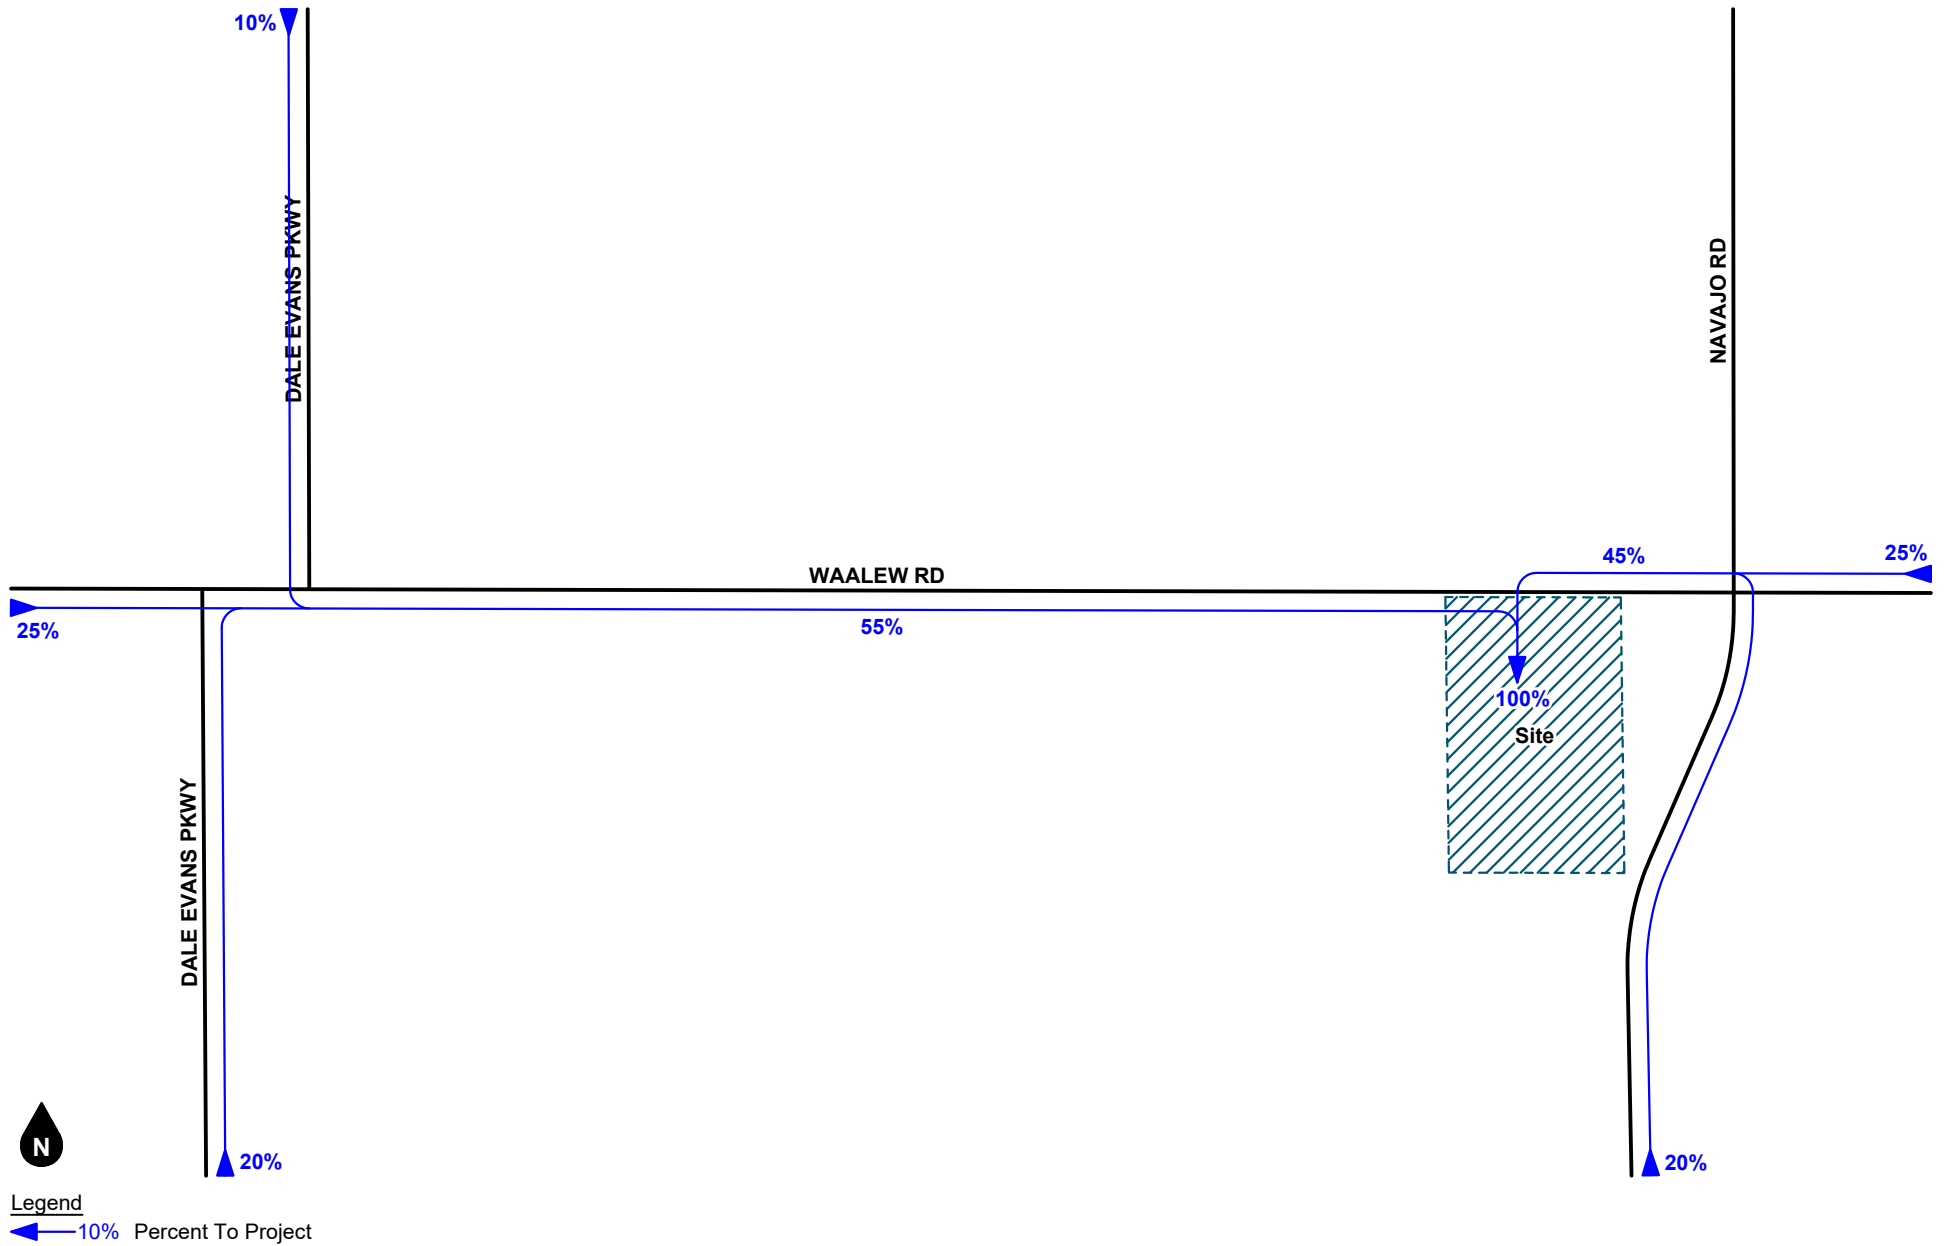 10%
DALE EVANS PKWY
NAVAJO RD
WAALEW RD
45%
25%
25%
55%
100%
Site
DALE EVANS PKWY
N
20%
20%
Legend
10% Percent To Project